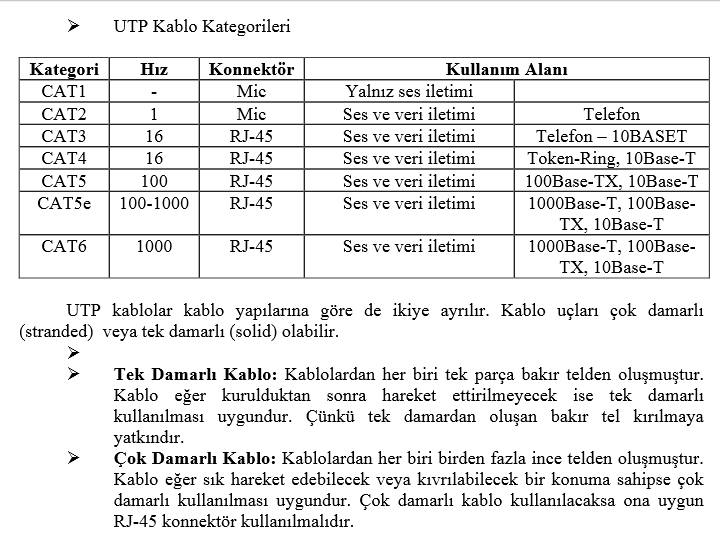 ➢ UTP Kablo Kategorileri
Kategori Hız Konnektör Kullanım Alanı
CAT1 - Mic Yalnız ses iletimi
CAT2 1 Mic Ses ve veri iletimi Telefon
CAT3 16 RJ-45 Ses ve veri iletimi Telefon – 10BASET
CAT4 16 RJ-45 Ses ve veri iletimi Token-Ring, 10Base-T
CAT5 100 RJ-45 Ses ve veri iletimi 100Base-TX, 10Base-T
CAT5e 100-1000 RJ-45 Ses ve veri iletimi 1000Base-T, 100Base-
TX, 10Base-T
CAT6 1000 RJ-45 Ses ve veri iletimi 1000Base-T, 100Base-
TX, 10Base-T
UTP kablolar kablo yapılarına göre de ikiye ayrılır. Kablo uçları çok damarlı
(stranded) veya tek damarlı (solid) olabilir.
➢
➢ Tek Damarlı Kablo: Kablolardan her biri tek parça bakır telden oluşmuştur.
Kablo eğer kurulduktan sonra hareket ettirilmeyecek ise tek damarlı
kullanılması uygundur. Çünkü tek damardan oluşan bakır tel kırılmaya
yatkındır.
➢ Çok Damarlı Kablo: Kablolardan her biri birden fazla ince telden oluşmuştur.
Kablo eğer sık hareket edebilecek veya kıvrılabilecek bir konuma sahipse çok
damarlı kullanılması uygundur. Çok damarlı kablo kullanılacaksa ona uygun
RJ-45 konnektör kullanılmalıdır.